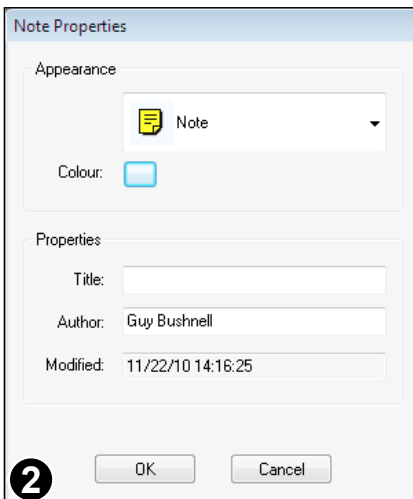 Note Properties
Appearance
Note
Colour:
Properties
Title:
Author: Guy Bushnell
Modified: 11/22/10 14:16:25
2 OK Cancel